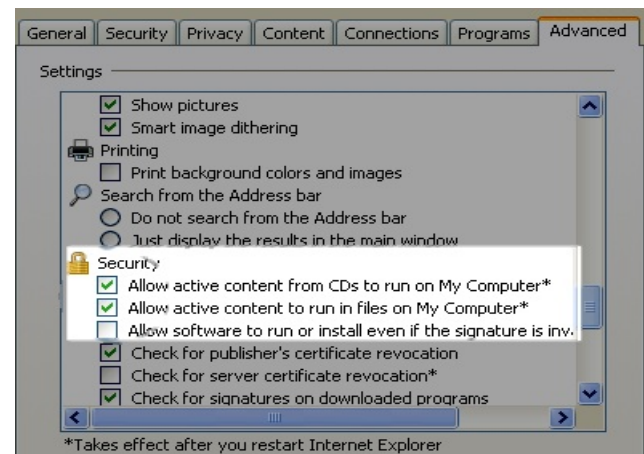 General Security Privacy Content Connections Programs Advanced
Settings
Show pictures
Smart image dithering
Printing
Print background colors and images
Search from the Address bar
Do not search from the Address bar
Just display the results in the main window
Security
Allow active content from CDs to run on My Computer*
Allow active content to run in files on My Computer*
Allow software to run or install even if the signature is inv
Check for publisher's certificate revocation
Check for server certificate revocation*
Check for signatures on downloaded programs
*Takes effect after you restart Internet Explorer